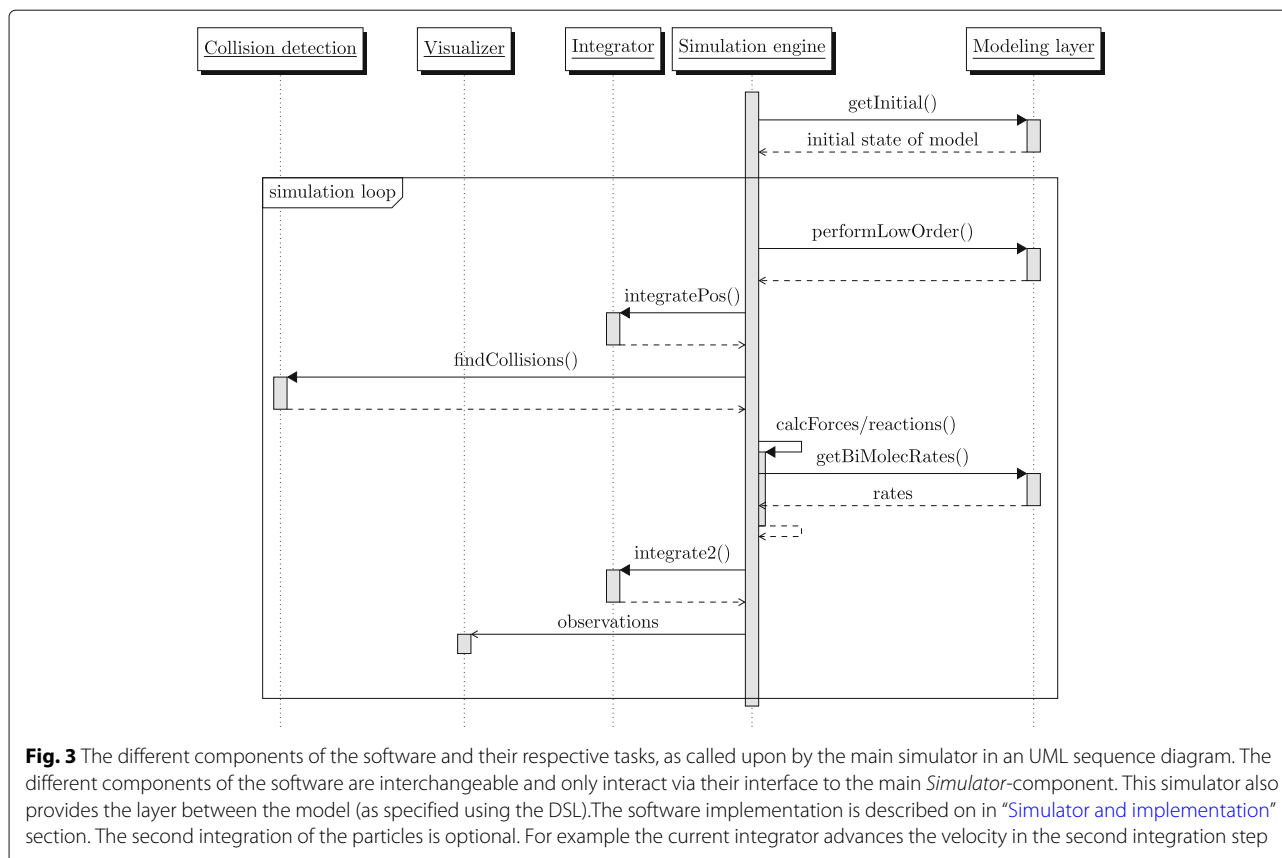 Collision detection
Visualizer
Integrator
Simulation engine
Modeling layer
getInitial()
initial state of model
simulation loop
performLowOrder()
integratePos()
findCollisions()
calcForces/reactions()
getBiMolecRates()
rates
integrate2()
observations
Fig. 3 The different components of the software and their respective tasks, as called upon by the main simulator in an UML sequence diagram. The
different components of the software are interchangeable and only interact via their interface to the main Simulator-component. This simulator also
provides the layer between the model (as specified using the DSL).The software implementation is described on in “Simulator and implementation”
section. The second integration of the particles is optional. For example the current integrator advances the velocity in the second integration step